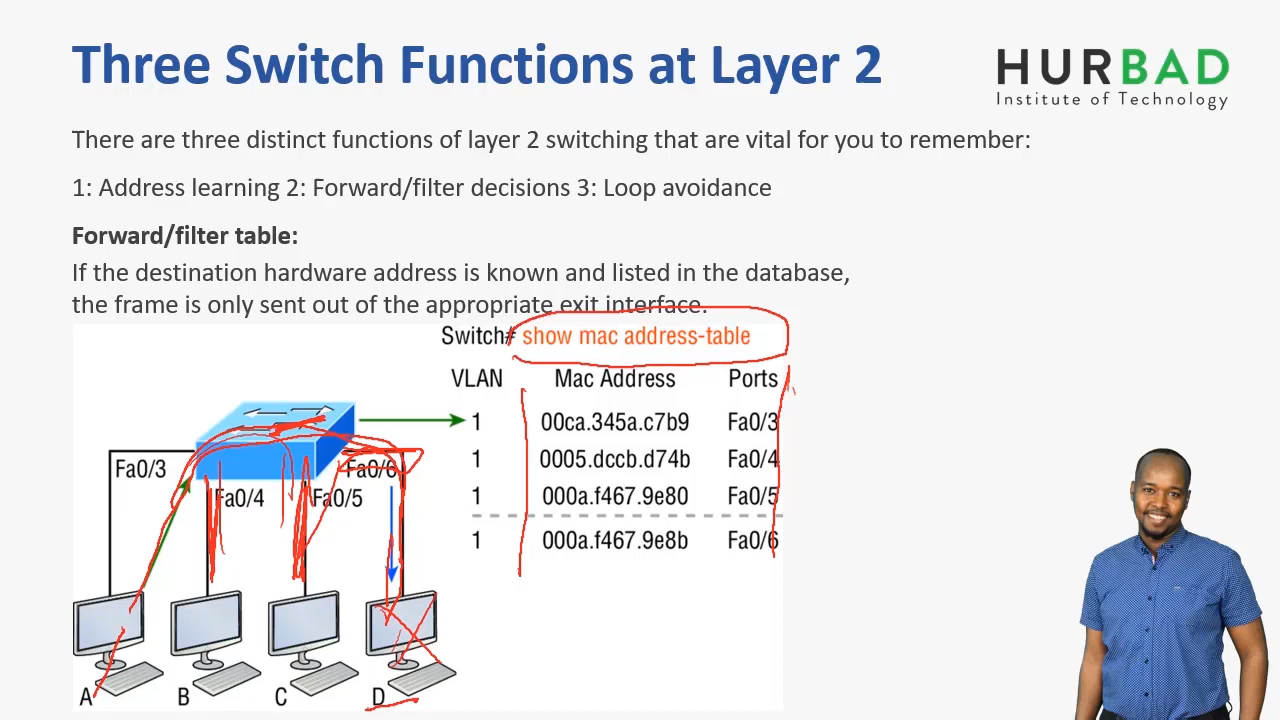 Three Switch Functions at Layer 2
HURBAD
Institute of Technology
There are three distinct functions of layer 2 switching that are vital for you to remember:
1: Address learning 2: Forward/filter decisions 3: Loop avoidance
Forward/filter table:
If the destination hardware address is known and listed in the database,
the frame is only sent out of the appropriate exit interface.
Switch# show mac address-table
VLAN Mac Address Ports
1 00ca.345a.c7b9 Fa0/3
1 0005.dccb.d74b Fa0/4
1 000a.f467.9e80 Fa0/5
1 000a.f467.9e8b Fa0/6
Fa0/3 Fa0/6
Fa0/4 Fa0/5
A B C D